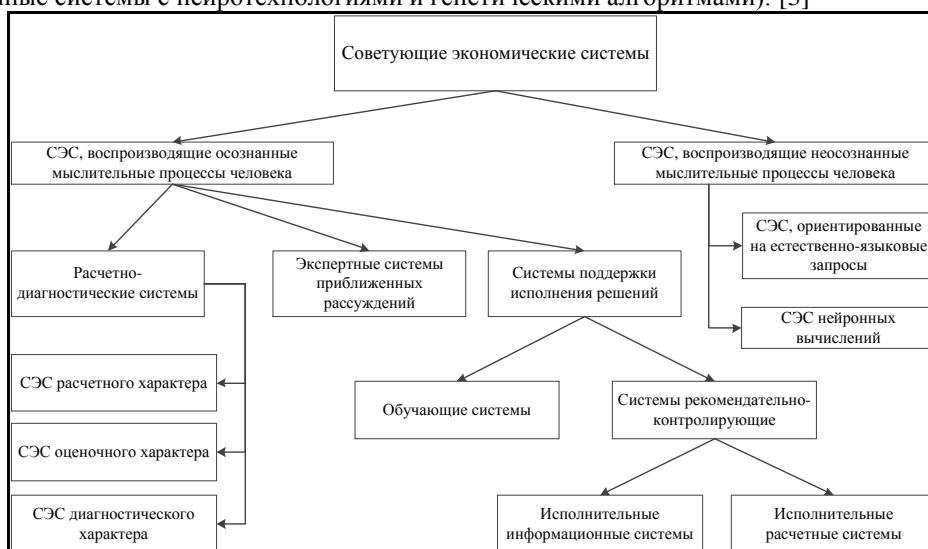 нные системы с нейротехнологиями и генетическими алгоритмами). [3]
Советующие экономические системы
СЭС, воспроизводящие осознанные
мыслительные процессы человека
СЭС, воспроизводящие неосознанные
мыслительные процессы человека
СЭС, ориентированные
на естественно-языковые
запросы
Расчетно-
диагностические системы
Экспертные системы
приближенных
рассуждений
Системы поддержки
исполнения решений
СЭС нейронных
вычислений
СЭС расчетного характера
Обучающие системы
Системы рекомендательно-
контролирующие
СЭС оценочного характера
СЭС диагностического
характера
Исполнительные
информационные системы
Исполнительные
расчетные системы